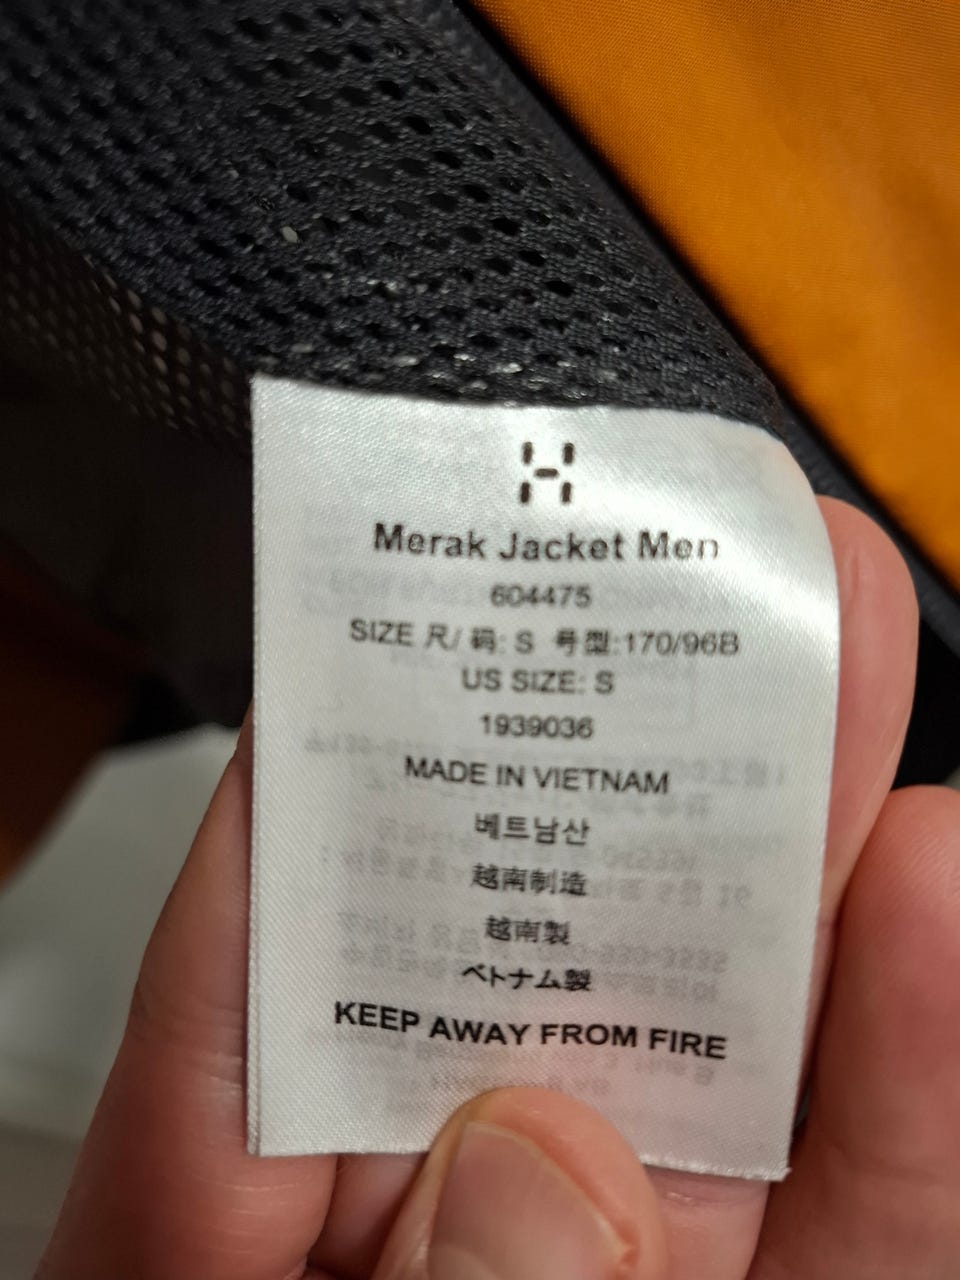 Merak Jacket Men
604475
SIZE 尺/ 码: S 号型:170/96B
US SIZE: S
1939036
MADE IN VIETNAM
베트남산
越南制造
越南製
ベトナム製
KEEP AWAY FROM FIRE